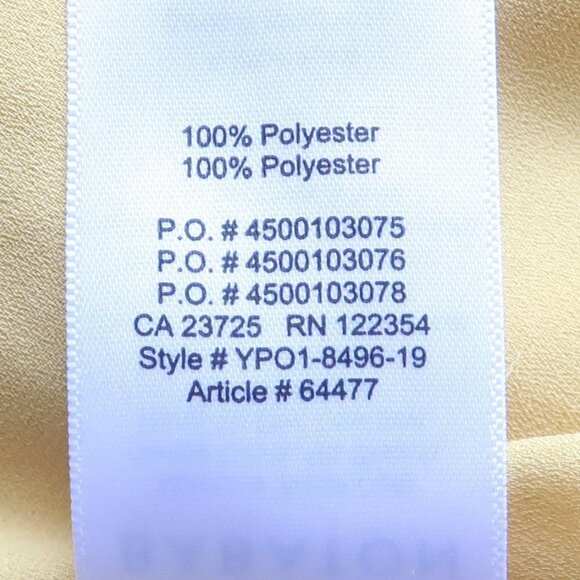 100% Polyester
100% Polyester
P.O. # 4500103075
P.O. # 4500103076
P.O. # 4500103078
CA 23725 RN 122354
Style # YPO1-8496-19
Article # 64477